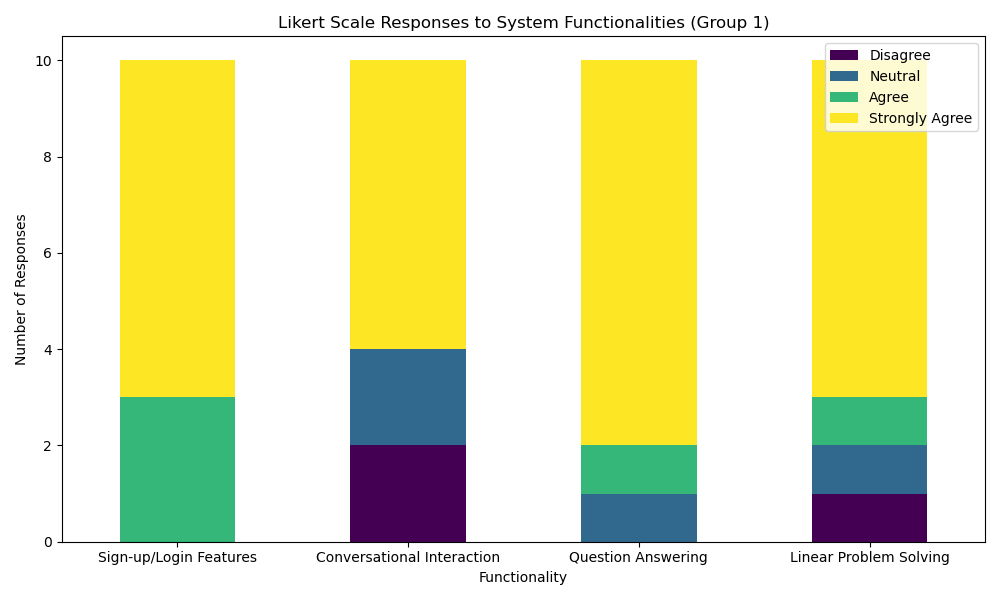 Likert Scale Responses to System Functionalities (Group 1)
Disagree
Neutral
Agree
Strongly Agree
Number of Responses
10
8
6
4
2
0
Sign-up/Login Features
Conversational Interaction
Question Answering
Linear Problem Solving
Functionality